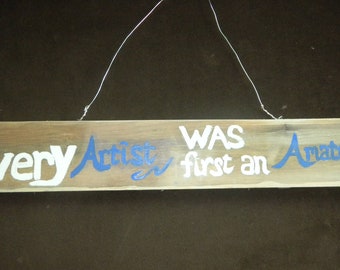 very Artist WAS
first an Amat